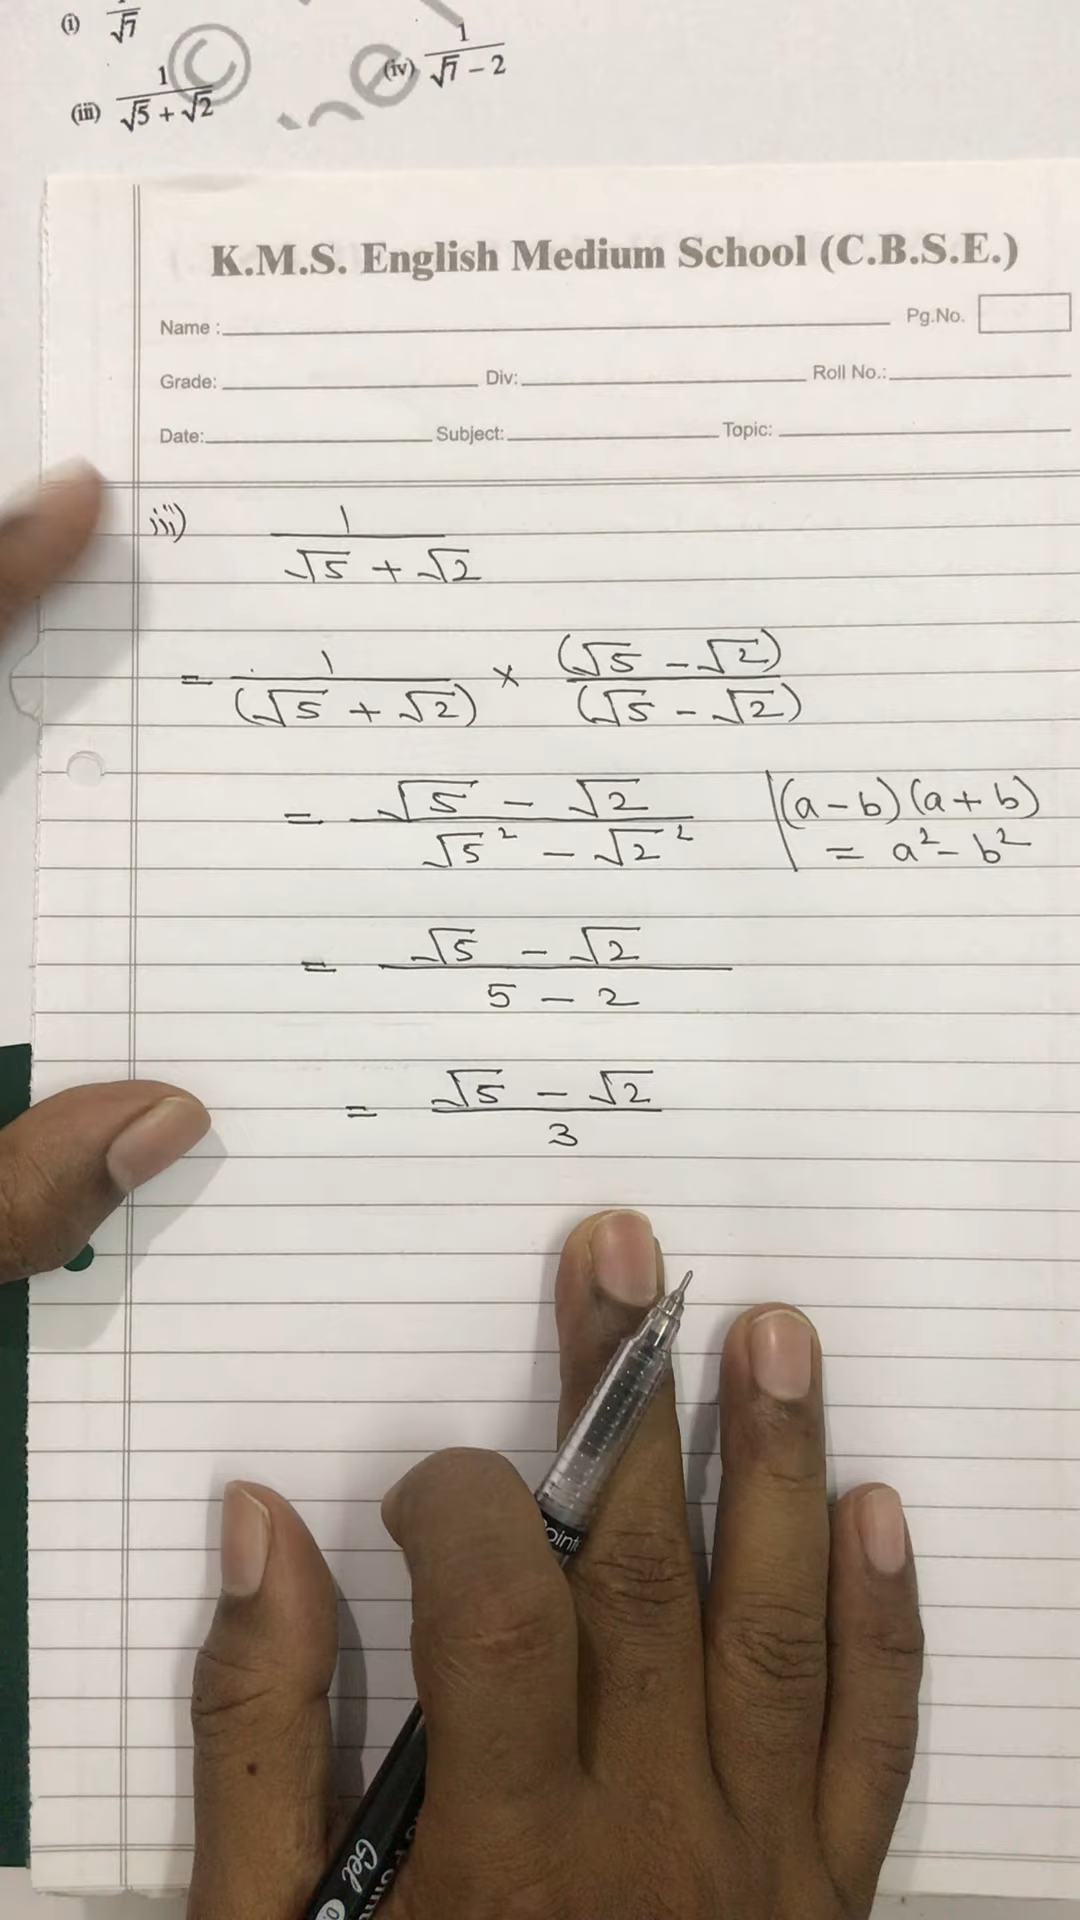 (i) 1/√7
(iii) 1/(√5 + √2)
(iv) 1/(√7 − 2)
©
K.M.S. English Medium School (C.B.S.E.)
Name : Pg.No.
Grade: Div: Roll No.:
Date: Subject: Topic:
iii) 1/(√5 + √2)
= 1/(√5 + √2) × (√5 − √2)/(√5 − √2)
= (√5 − √2)/(√5² − √2²)
(a − b) (a + b)
= a² − b²
= (√5 − √2)/(5 − 2)
= (√5 − √2)/3
Gel